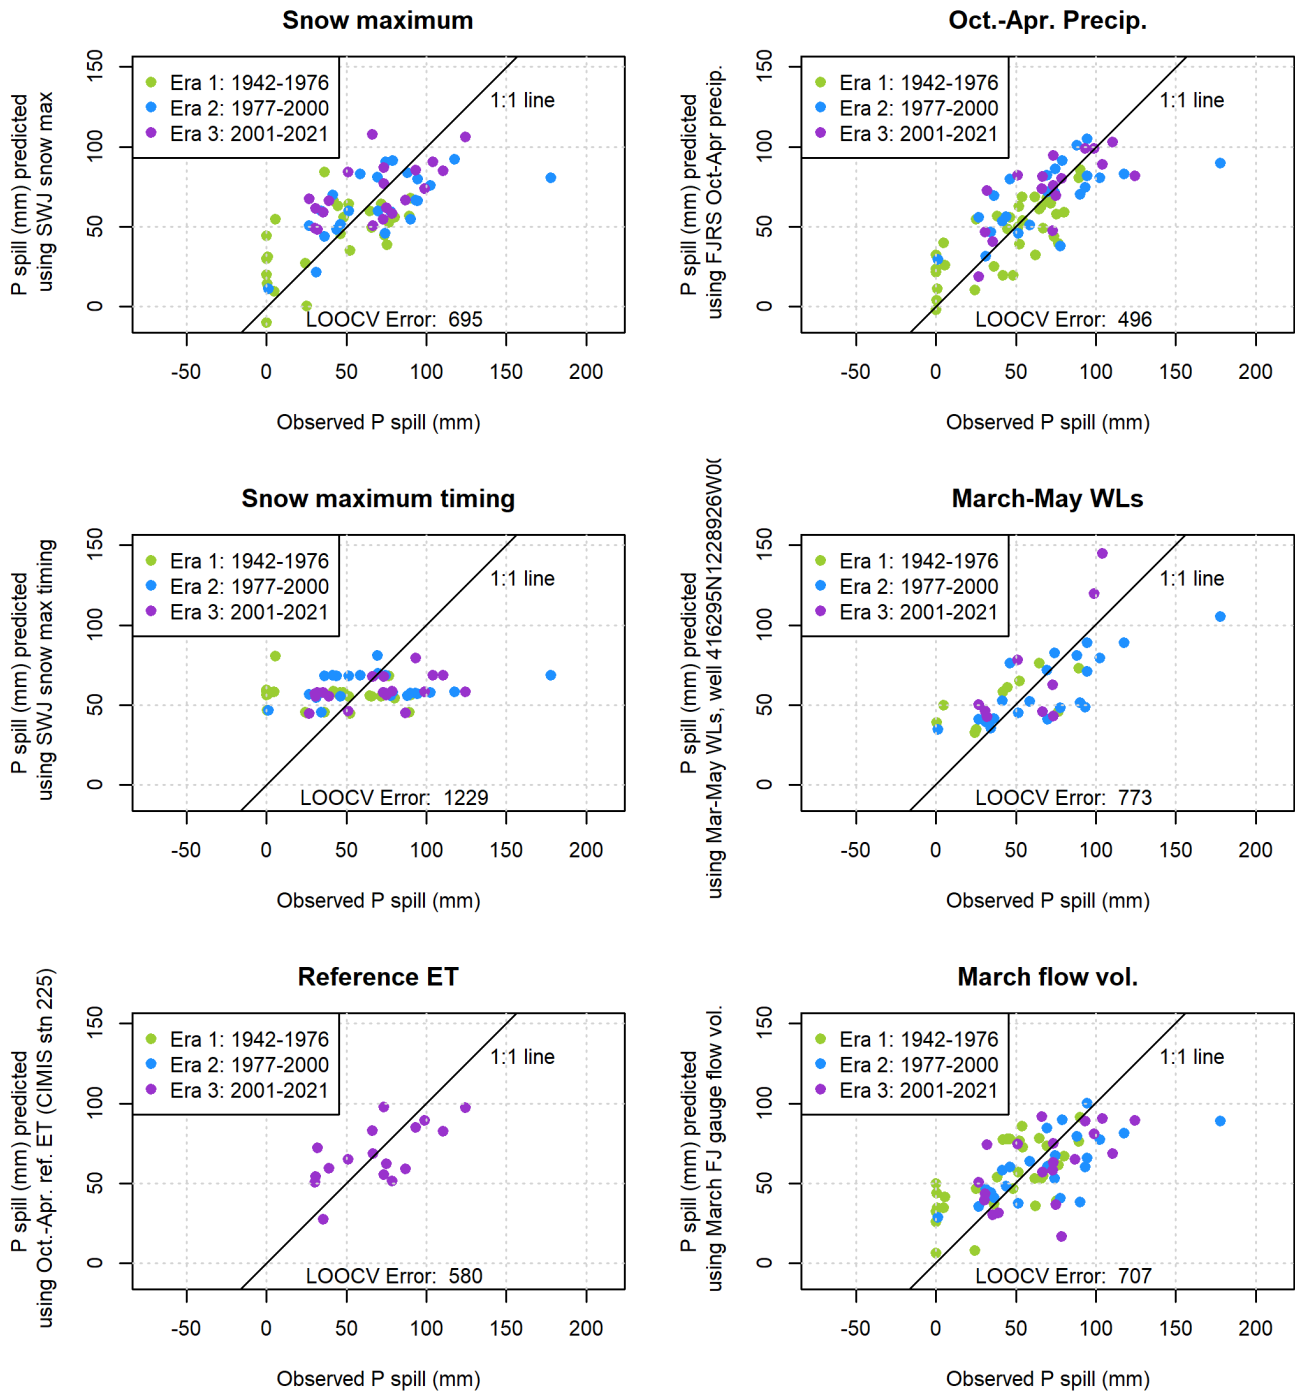 Snow maximum
P spill (mm) predicted
using SWJ snow max
150
100
50
0
Era 1: 1942-1976
Era 2: 1977-2000
Era 3: 2001-2021
1:1 line
LOOCV Error: 695
-50 0 50 100 150 200
Observed P spill (mm)
Oct.-Apr. Precip.
P spill (mm) predicted
using FJRS Oct-Apr precip.
150
100
50
0
Era 1: 1942-1976
Era 2: 1977-2000
Era 3: 2001-2021
1:1 line
LOOCV Error: 496
-50 0 50 100 150 200
Observed P spill (mm)
Snow maximum timing
P spill (mm) predicted
using SWJ snow max timing
150
100
50
0
Era 1: 1942-1976
Era 2: 1977-2000
Era 3: 2001-2021
1:1 line
LOOCV Error: 1229
-50 0 50 100 150 200
Observed P spill (mm)
March-May WLs
P spill (mm) predicted
using Mar-May WLs, well 416295N1228926W0
150
100
50
0
Era 1: 1942-1976
Era 2: 1977-2000
Era 3: 2001-2021
1:1 line
LOOCV Error: 773
-50 0 50 100 150 200
Observed P spill (mm)
Reference ET
P spill (mm) predicted
using Oct.-Apr. ref. ET (CIMIS stn 225)
150
100
50
0
Era 1: 1942-1976
Era 2: 1977-2000
Era 3: 2001-2021
1:1 line
LOOCV Error: 580
-50 0 50 100 150 200
Observed P spill (mm)
March flow vol.
P spill (mm) predicted
using March FJ gauge flow vol.
150
100
50
0
Era 1: 1942-1976
Era 2: 1977-2000
Era 3: 2001-2021
1:1 line
LOOCV Error: 707
-50 0 50 100 150 200
Observed P spill (mm)